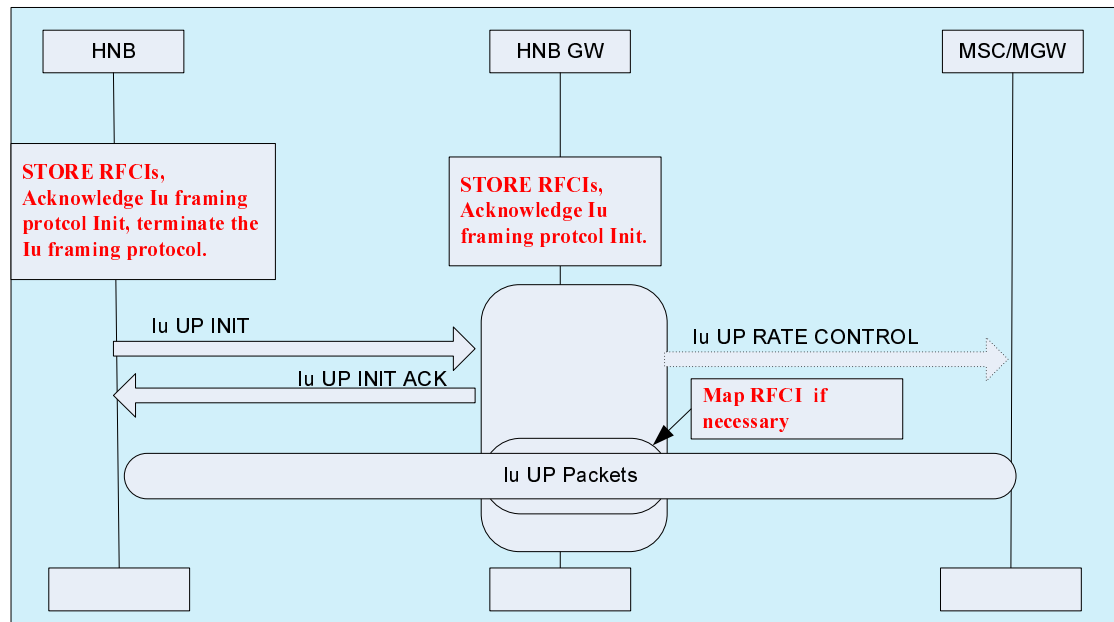 HNB
HNB GW
MSC/MGW
STORE RFCIs,
Acknowledge Iu framing
protcol Init, terminate the
Iu framing protocol.
STORE RFCIs,
Acknowledge Iu
framing protcol Init.
Iu UP INIT
Iu UP RATE CONTROL
Iu UP INIT ACK
Map RFCI if
necessary
Iu UP Packets